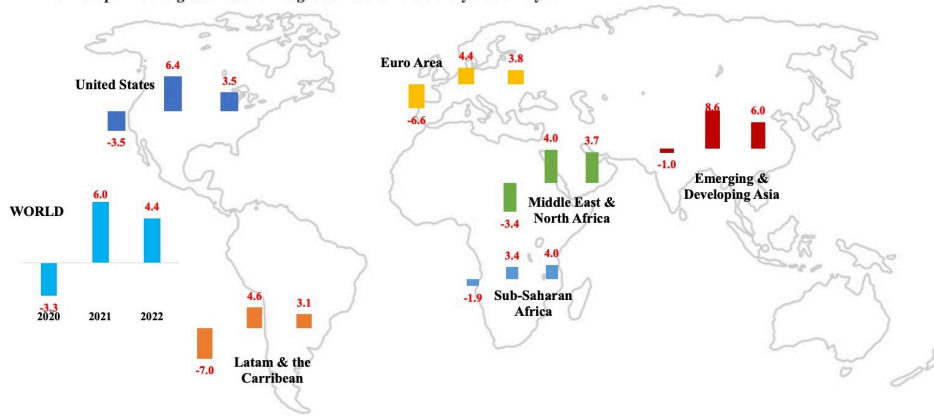 United States
-3.5
6.4
3.5
Euro Area
-6.6
4.4
3.8
-1.0
8.6
6.0
Emerging &
Developing Asia
-3.4
4.0
3.7
Middle East &
North Africa
WORLD
-3.3
6.0
4.4
2020
2021
2022
-1.9
3.4
4.0
Sub-Saharan
Africa
-7.0
4.6
3.1
Latam & the
Carribean